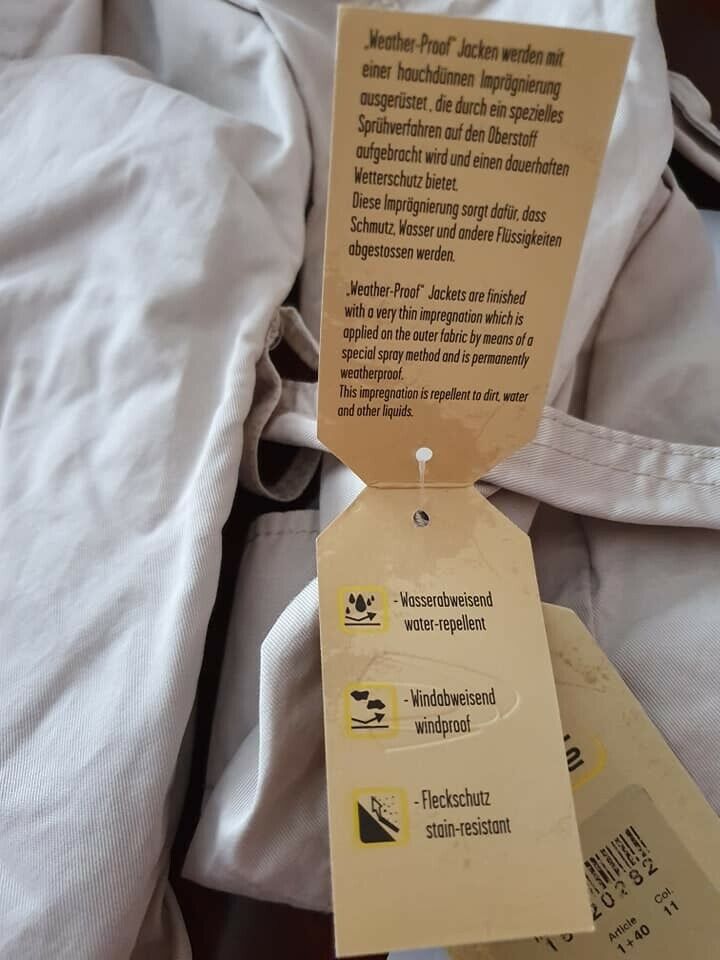 „Weather-Proof" Jacken werden mit
einer hauchdünnen Imprägnierung
ausgerüstet, die durch ein spezielles
Sprühverfahren auf den Oberstoff
aufgebracht wird und einen dauerhaften
Wetterschutz bietet.
Diese Imprägnierung sorgt dafür, dass
Schmutz, Wasser und andere Flüssigkeiten
abgestossen werden.
„Weather-Proof" Jackets are finished
with a very thin impregnation which is
applied on the outer fabric by means of a
special spray method and is permanently
weatherproof.
This impregnation is repellent to dirt, water
and other liquids.
- Wasserabweisend
water-repellent
- Windabweisend
windproof
- Fleckschutz
stain-resistant
Article Col.
1+40 11